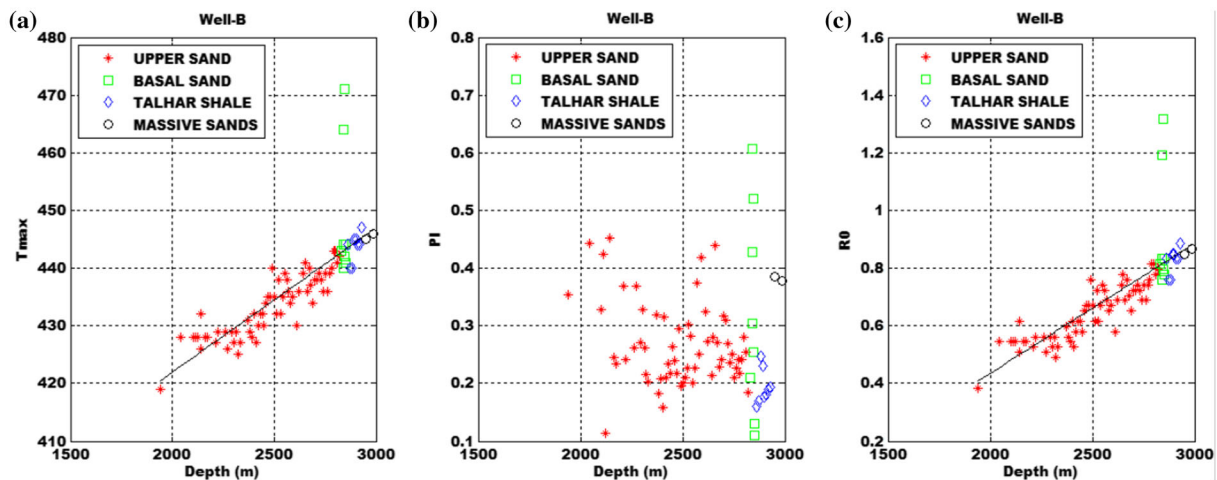 (a)
Well-B
480
470
460
450
440
430
420
410
Tmax
1500
2000
2500
3000
Depth (m)
UPPER SAND
BASAL SAND
TALHAR SHALE
MASSIVE SANDS
(b)
Well-B
0.8
0.7
0.6
0.5
0.4
0.3
0.2
0.1
PI
1500
2000
2500
3000
Depth (m)
UPPER SAND
BASAL SAND
TALHAR SHALE
MASSIVE SANDS
(c)
Well-B
1.6
1.4
1.2
1
0.8
0.6
0.4
0.2
R0
1500
2000
2500
3000
Depth (m)
UPPER SAND
BASAL SAND
TALHAR SHALE
MASSIVE SANDS